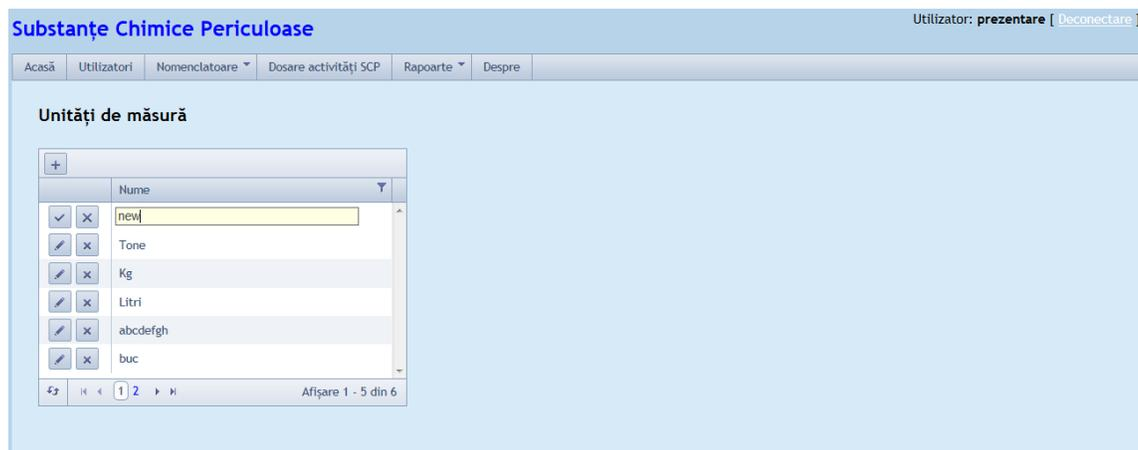 Substanțe Chimice Periculoase
Utilizator: prezentare [ Deconectare ]
Acasă Utilizatori Nomenclatoare Dosare activități SCP Rapoarte Despre
Unități de măsură
+
Nume
new
Tone
Kg
Litri
abcdefgh
buc
1 2 Afișare 1 - 5 din 6